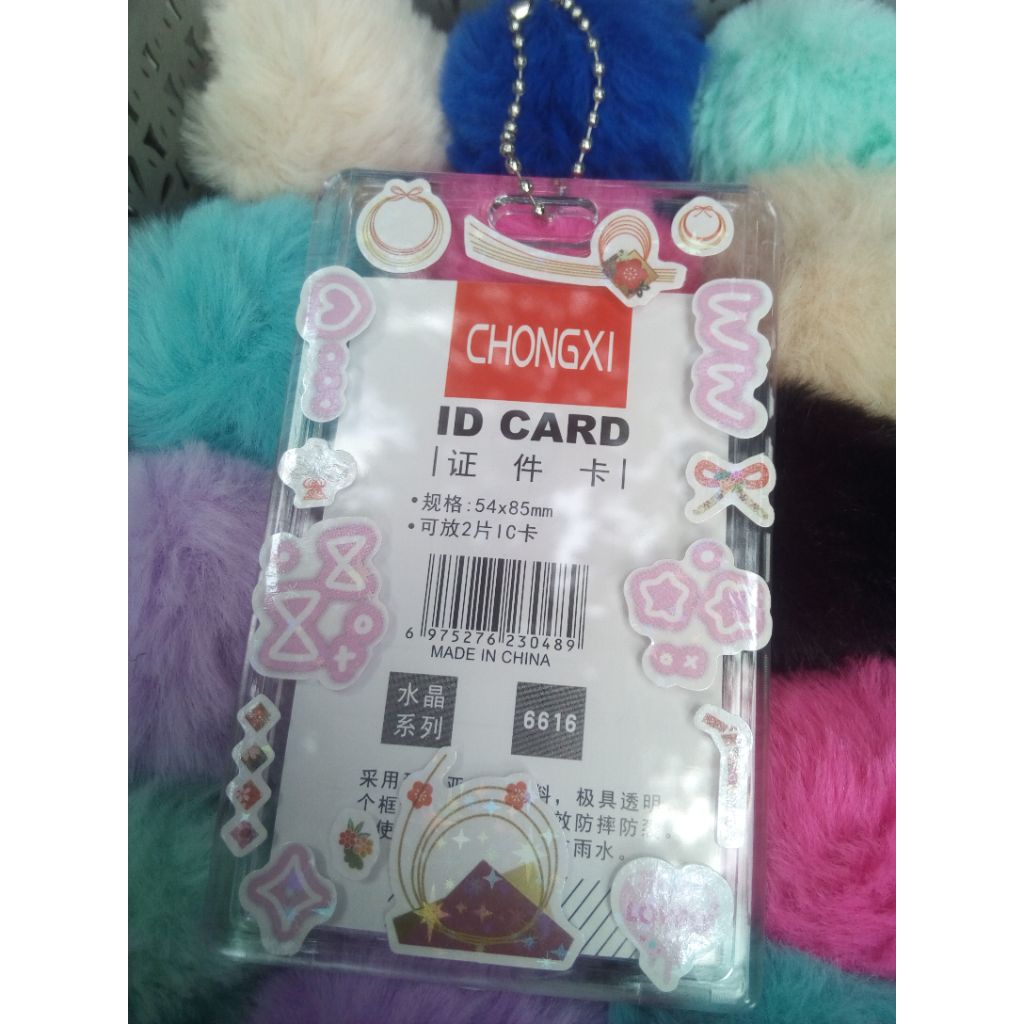 CHONGXI
ID CARD
证件卡
•规格:54x85mm
•可放2片IC卡
6 975276 230489
MADE IN CHINA
水晶
系列
6616
采用 料，极具透明
个框 效防摔防
使 雨水。